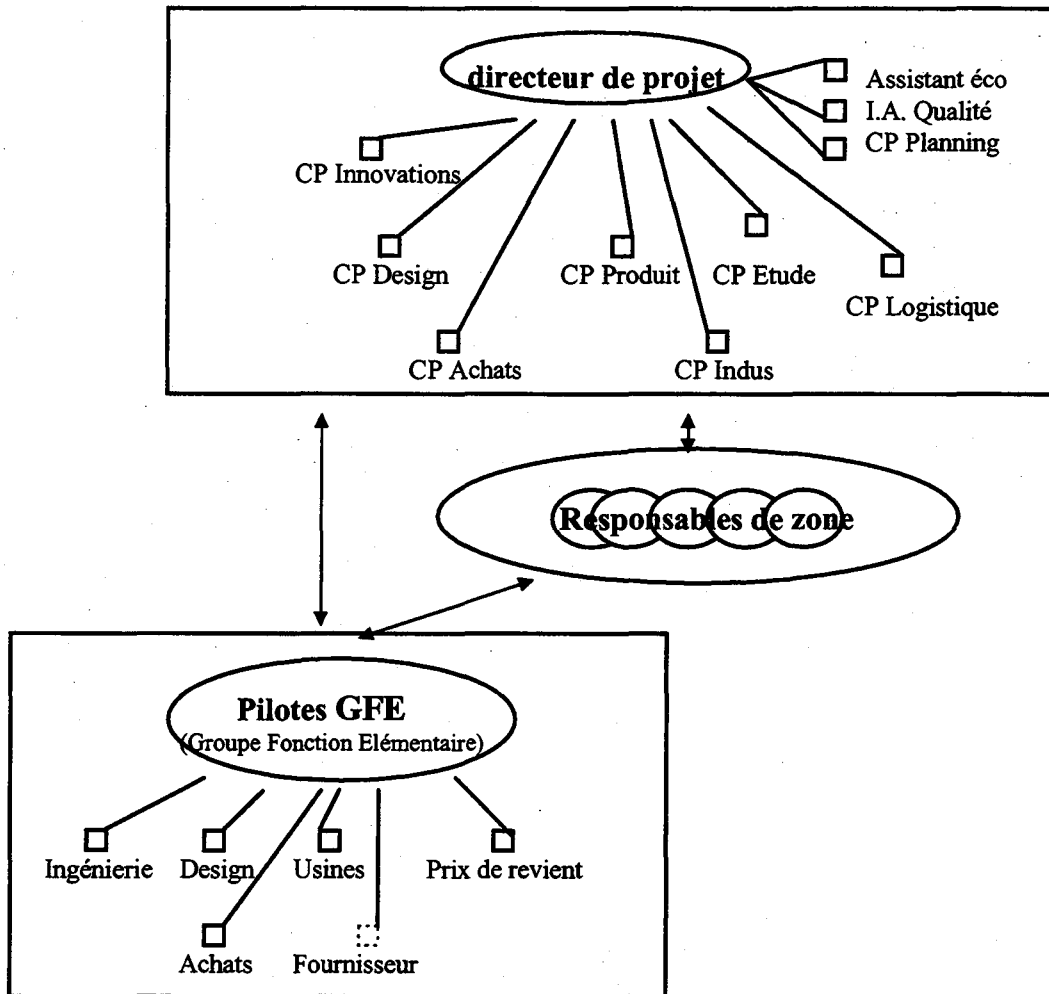 directeur de projet
Assistant éco
I.A. Qualité
CP Planning
CP Innovations
CP Design
CP Produit
CP Etude
CP Logistique
CP Achats
CP Indus
Responsables de zone
Pilotes GFE
(Groupe Fonction Elémentaire)
Ingénierie
Design
Usines
Prix de revient
Achats
Fournisseur